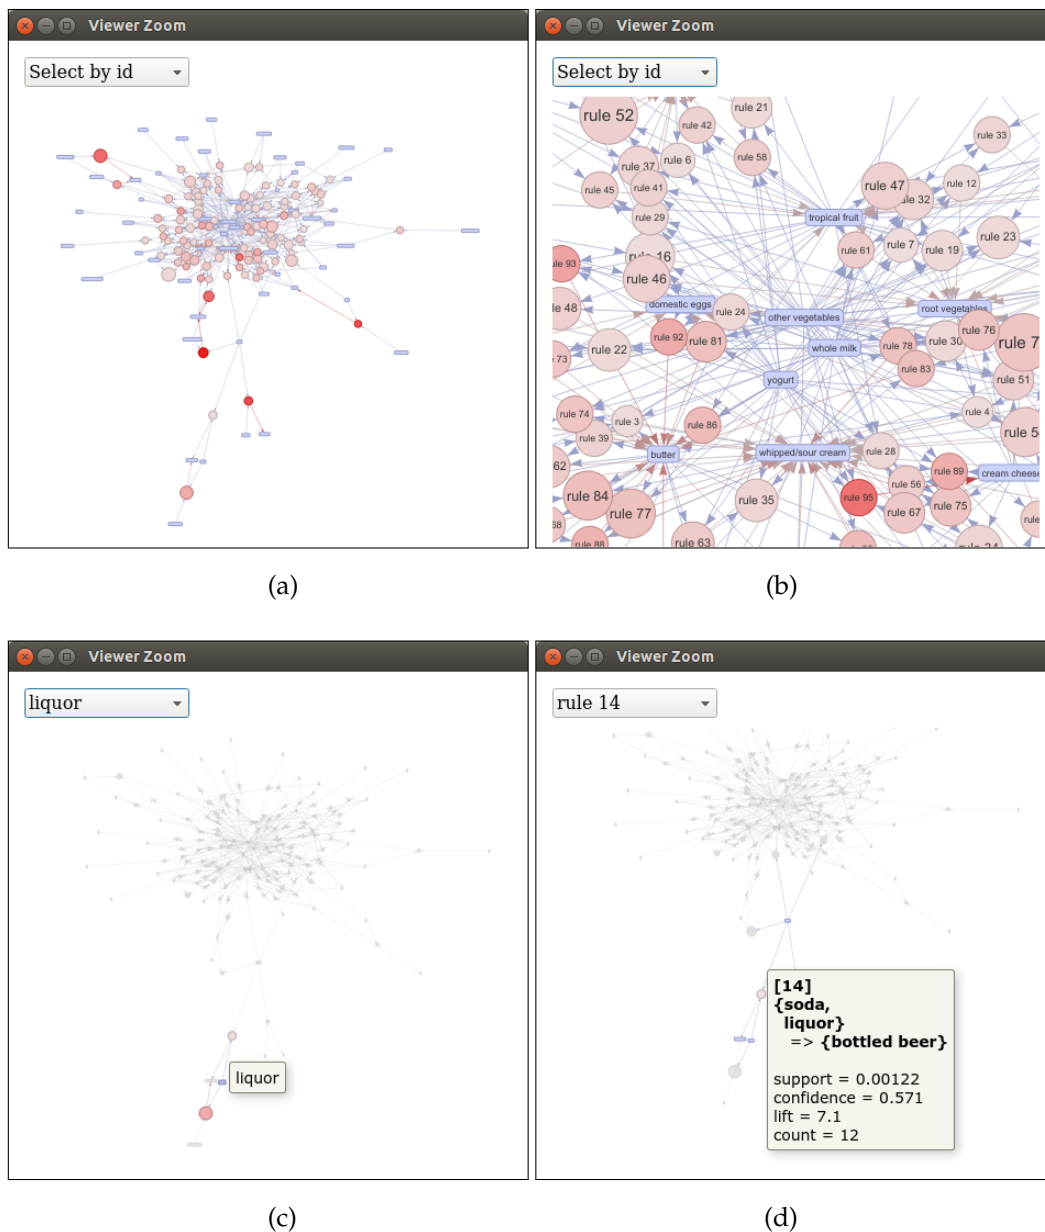 Viewer Zoom
Select by id
(a)
Viewer Zoom
Select by id
rule 52
rule 21
rule 42
rule 33
rule 37
rule 6
rule 58
rule 45
rule 41
rule 47
rule 12
rule 32
rule 29
tropical fruit
rule 61
rule 7
rule 19
rule 23
rule 16
rule 93
rule 46
domestic eggs
rule 24
root vegetables
rule 48
other vegetables
rule 76
rule 92
rule 81
whole milk
rule 78
rule 30
rule 22
rule 73
rule 83
yogurt
rule 51
rule 74
rule 3
rule 86
rule 4
rule 39
butter
whipped/sour cream
rule 28
62
rule 89
cream cheese
rule 84
rule 95
rule 56
rule 35
rule 77
rule 67
rule 75
rule 88
rule 63
(b)
Viewer Zoom
liquor
liquor
(c)
Viewer Zoom
rule 14
[14]
{soda,
liquor}
=> {bottled beer}
support = 0.00122
confidence = 0.571
lift = 7.1
count = 12
(d)